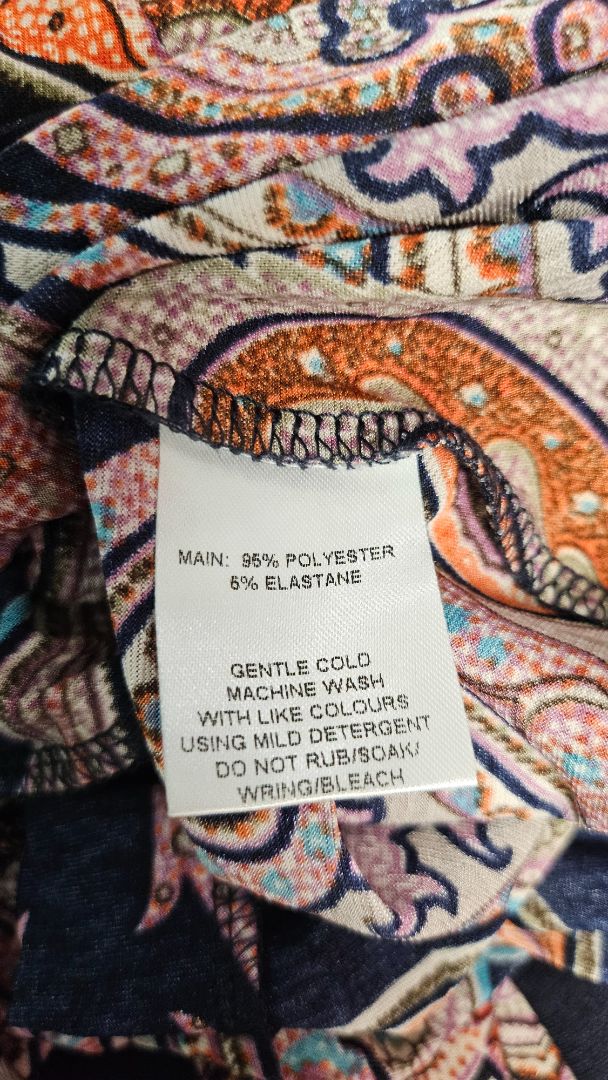 MAIN: 95% POLYESTER
5% ELASTANE
GENTLE COLD
MACHINE WASH
WITH LIKE COLOURS
USING MILD DETERGENT
DO NOT RUB/SOAK/
WRING/BLEACH